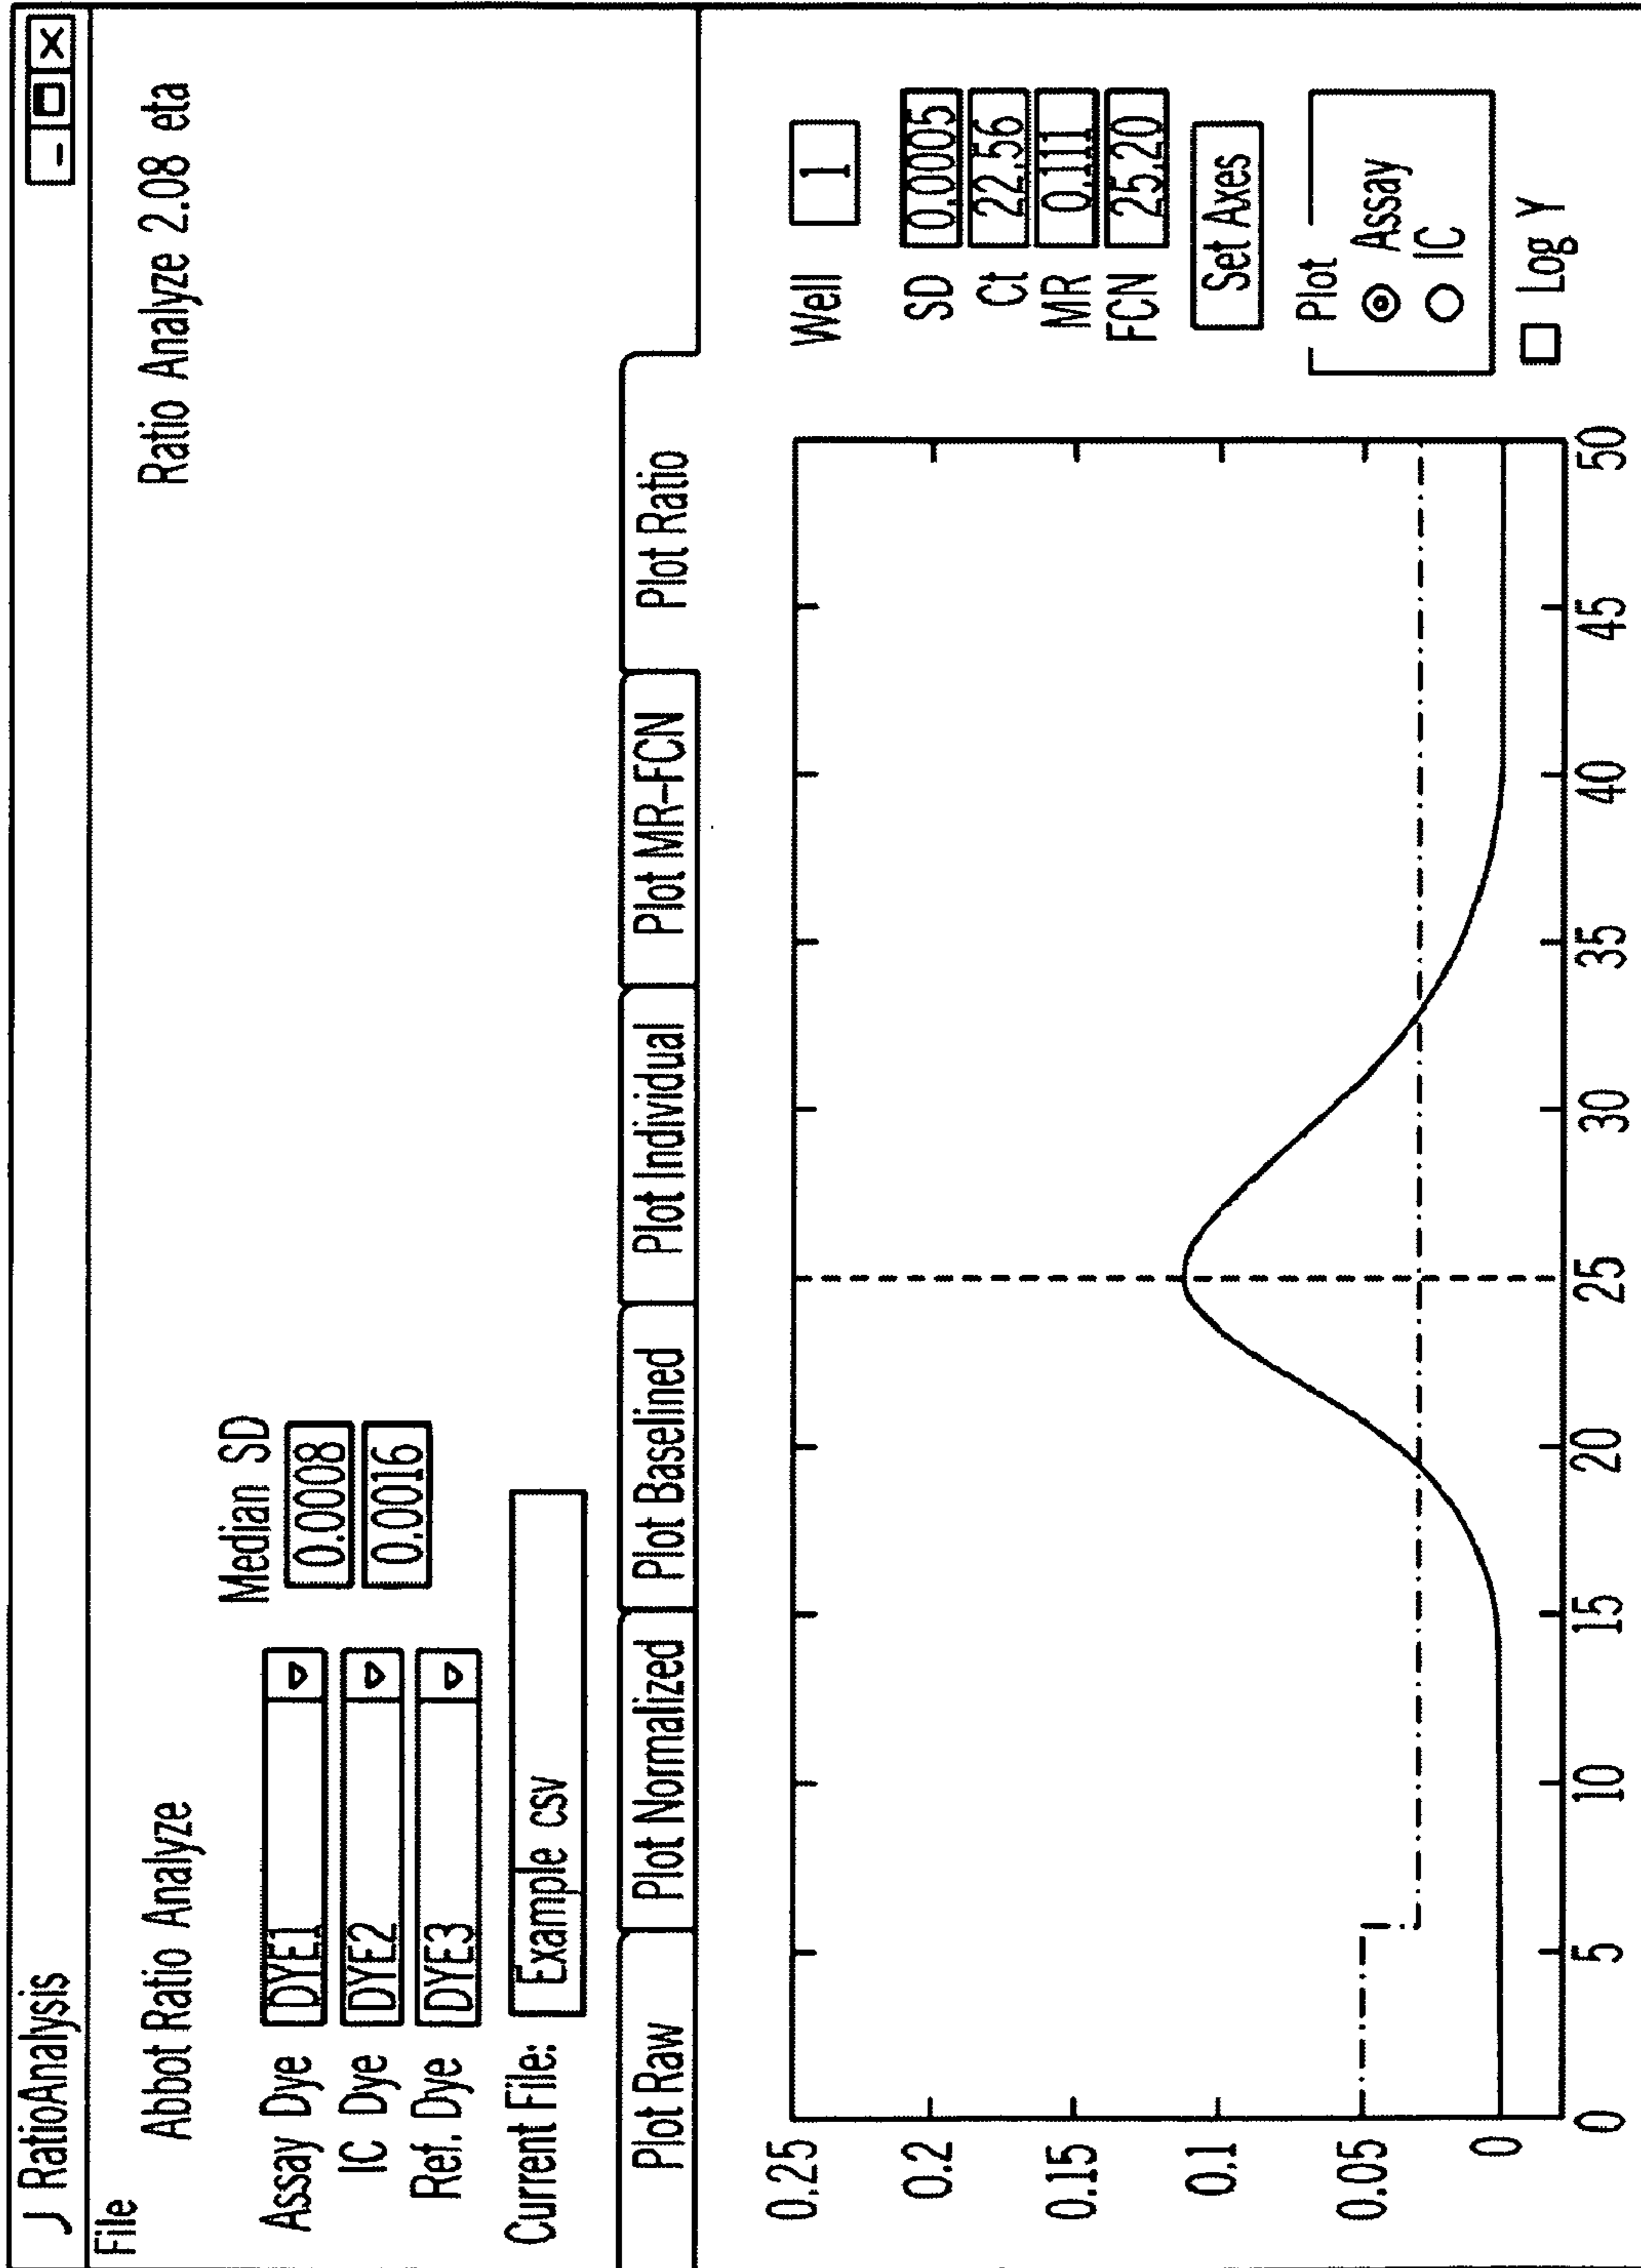 RatioAnalysis
File
Abbot Ratio Analyze
Ratio Analyze 2.08 eta
Median SD
Assay Dye DYE1 0.0008
IC Dye DYE2 0.0016
Ref. Dye DYE3
Current File: Example csv
Plot Raw Plot Normalized Plot Baselined Plot Individual Plot MR-FCN Plot Ratio
0.25
0.2
0.15
0.1
0.05
0
0 5 10 15 20 25 30 35 40 45 50
Well 1
SD 0.0005
Ct 22.56
MR 0.111
FCN 25.20
Set Axes
Plot
Assay
IC
Log Y